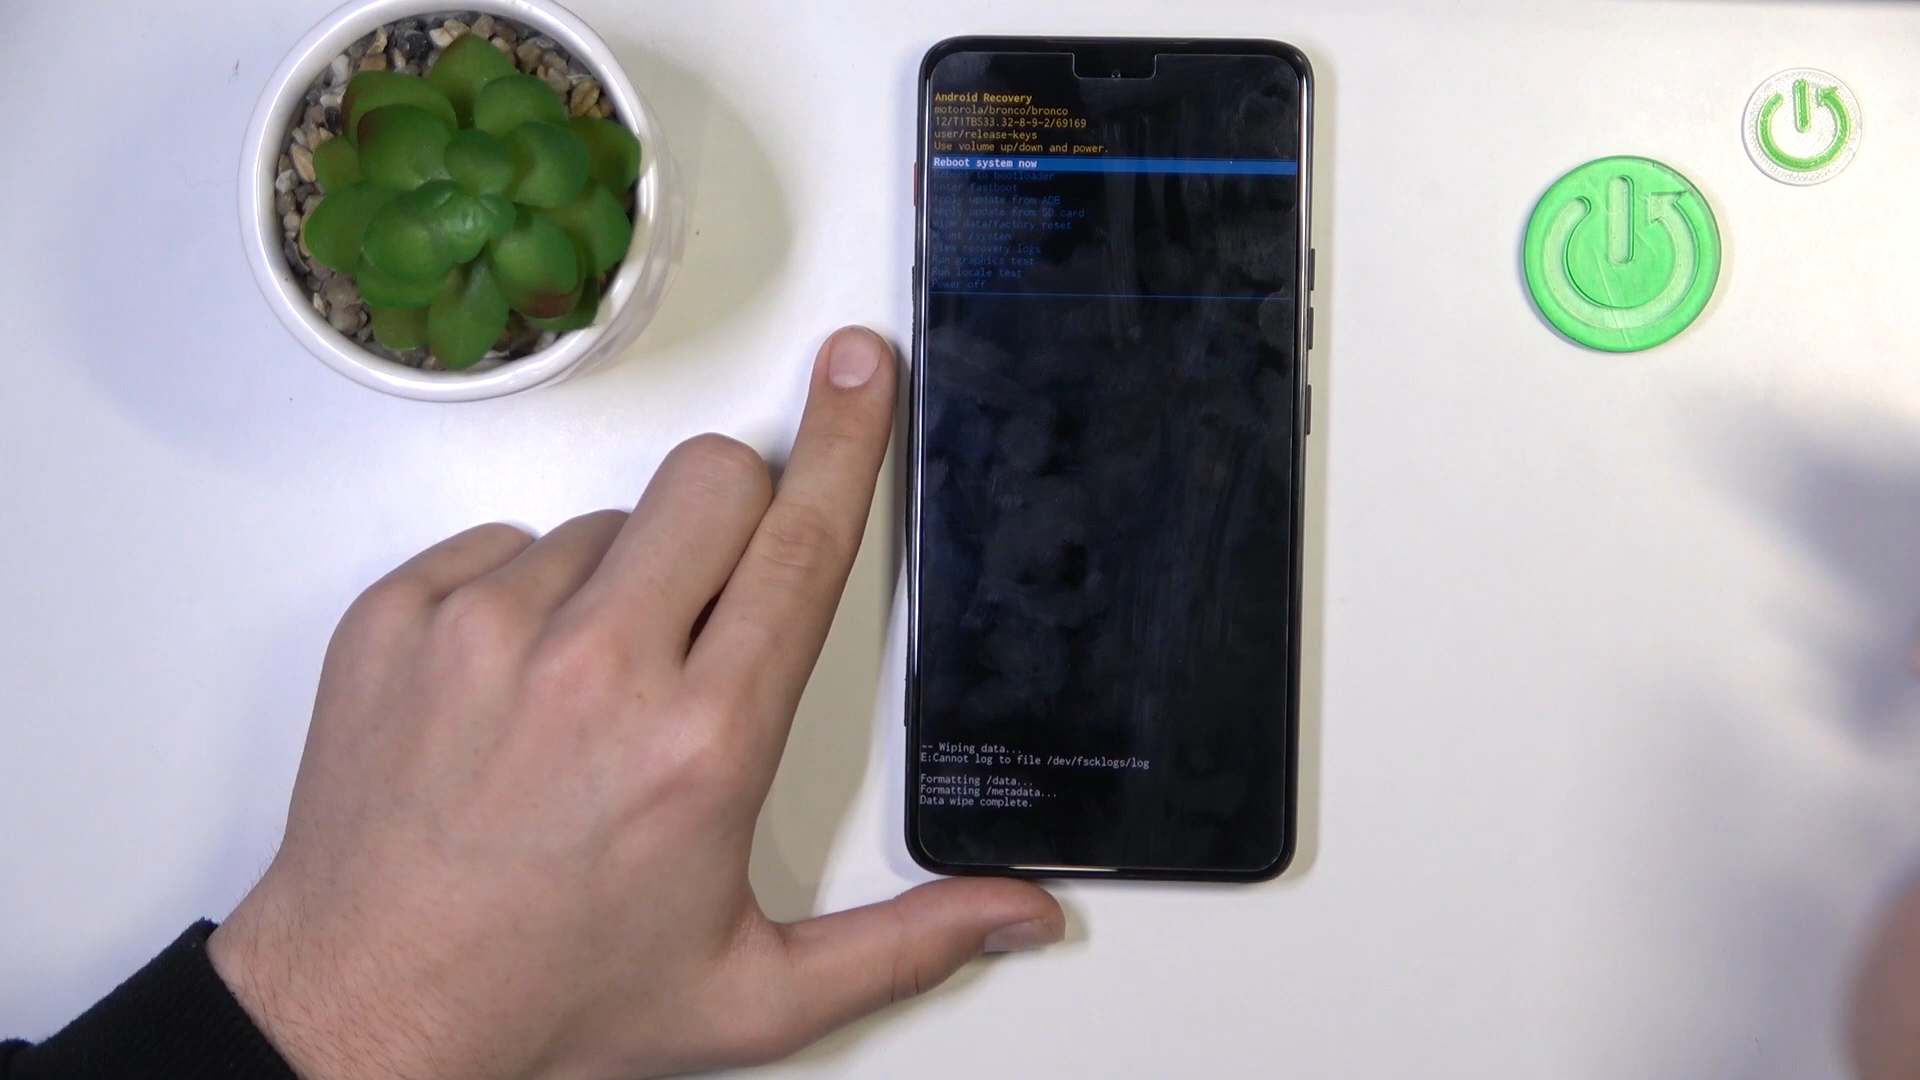 Android Recovery
motorola/bronco/bronco
12/T1TBS33.32-8-9-2/69169
user/release-keys
Use volume up/down and power.
Reboot system now
Reboot to bootloader
Enter fastboot
Apply update from ADB
Apply update from SD card
Wipe data/factory reset
Mount /system
View recovery logs
Run graphics test
Run locale test
Power off
-- Wiping data...
E:Cannot log to file /dev/fscklogs/log
Formatting /data...
Formatting /metadata...
Data wipe complete.